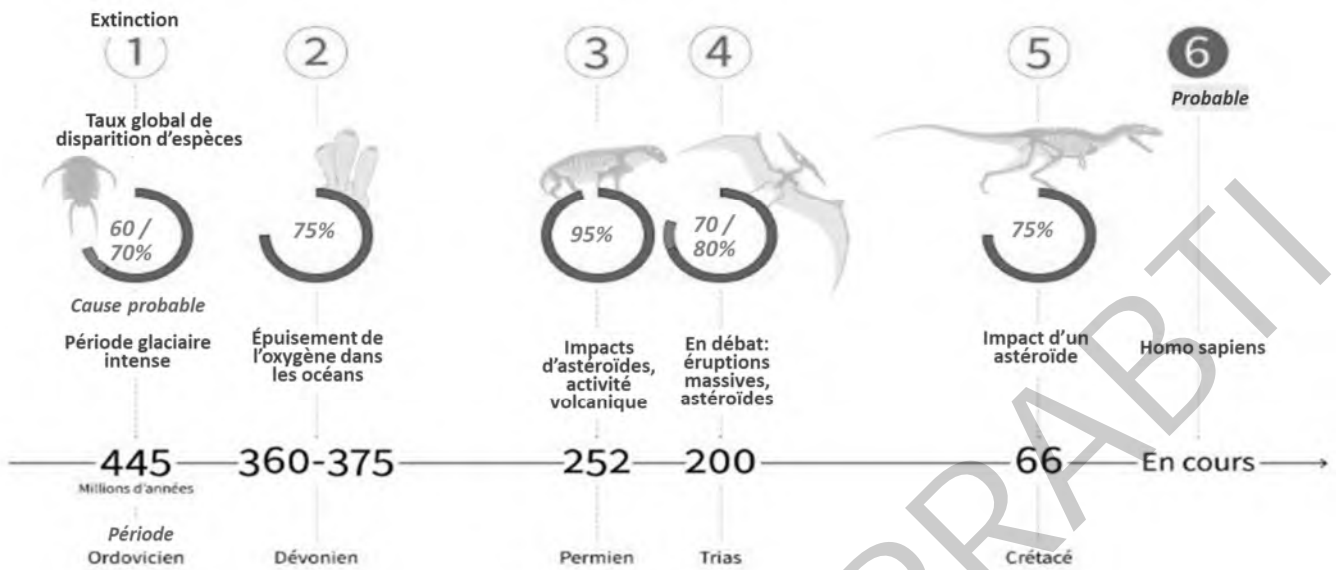 Extinction
1
2
3
4
5
6
Probable
Taux global de
disparition d'espèces
60 /
70%
75%
95%
70 /
80%
75%
Cause probable
Période glaciaire
intense
Épuisement de
l'oxygène dans
les océans
Impacts
d'astéroïdes,
activité
volcanique
En débat:
éruptions
massives,
astéroïdes
Impact d'un
astéroïde
Homo sapiens
445
360-375
252
200
66
En cours
Millions d'années
Période
Ordovicien
Dévonien
Permien
Trias
Crétacé